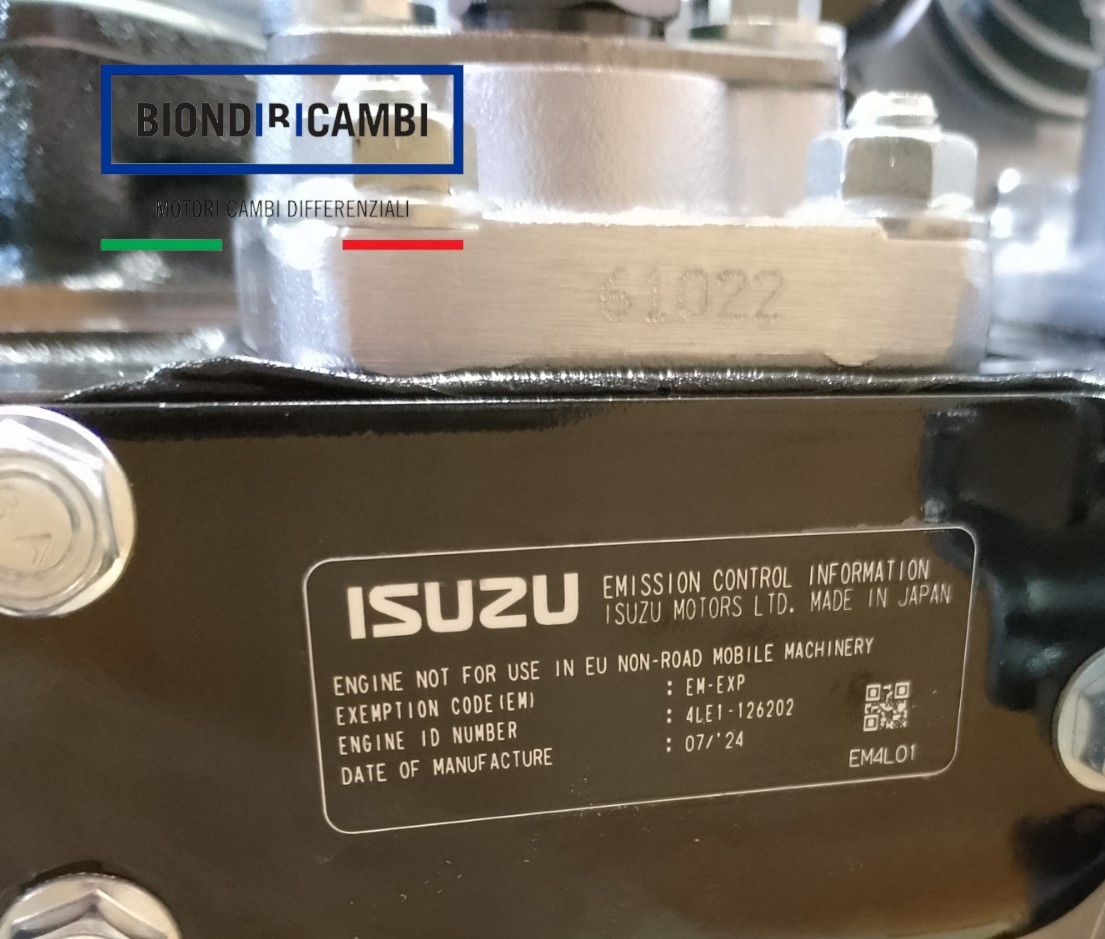 BIONDIRICAMBI
MOTORI CAMBI DIFFERENZIALI
61022
ISUZU
EMISSION CONTROL INFORMATION
ISUZU MOTORS LTD. MADE IN JAPAN
ENGINE NOT FOR USE IN EU NON-ROAD MOBILE MACHINERY
EXEMPTION CODE(EM) : EM-EXP
ENGINE ID NUMBER : 4LE1-126202
DATE OF MANUFACTURE : 07/'24
EM4L01